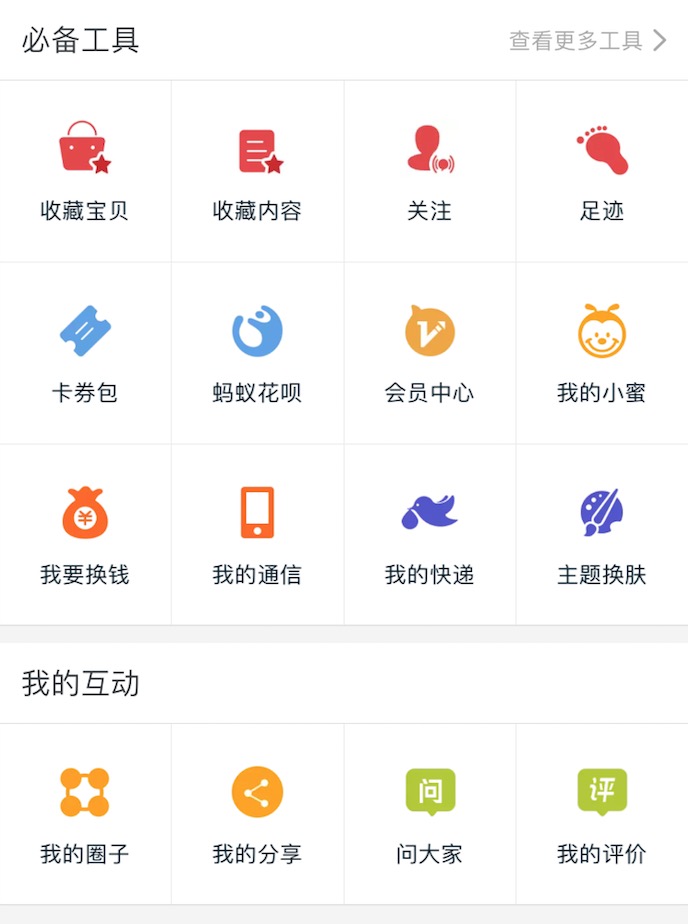 必备工具
查看更多工具
收藏宝贝
收藏内容
关注
足迹
卡券包
蚂蚁花呗
会员中心
我的小蜜
¥
我要换钱
我的通信
我的快递
主题换肤
我的互动
问
评
我的圈子
我的分享
问大家
我的评价